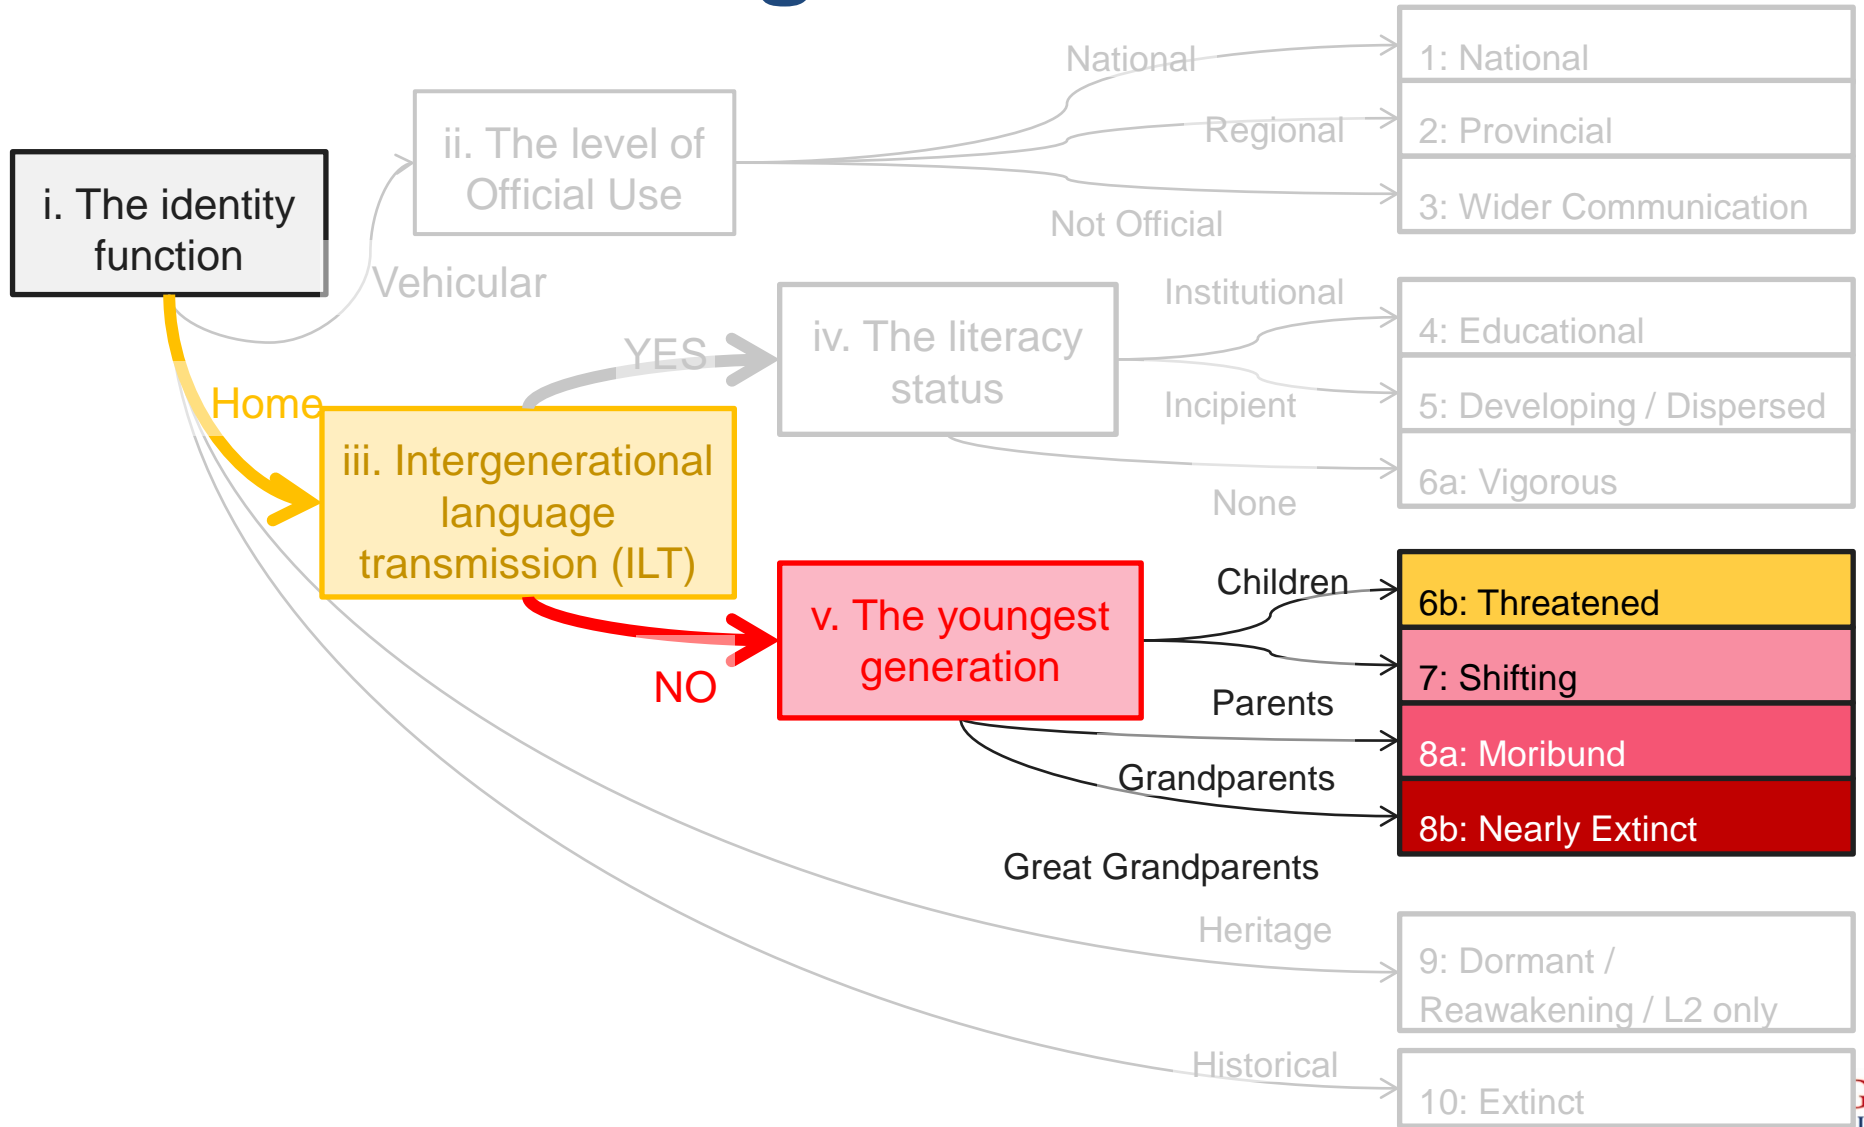 National
1: National
ii. The level of
Official Use
Regional
2: Provincial
i. The identity
function
Not Official
3: Wider Communication
Vehicular
Institutional
4: Educational
YES
iv. The literacy
status
Home
Incipient
5: Developing / Dispersed
iii. Intergenerational
language
transmission (ILT)
None
6a: Vigorous
Children
6b: Threatened
v. The youngest
generation
NO
7: Shifting
Parents
8a: Moribund
Grandparents
8b: Nearly Extinct
Great Grandparents
Heritage
9: Dormant /
Reawakening / L2 only
Historical
10: Extinct